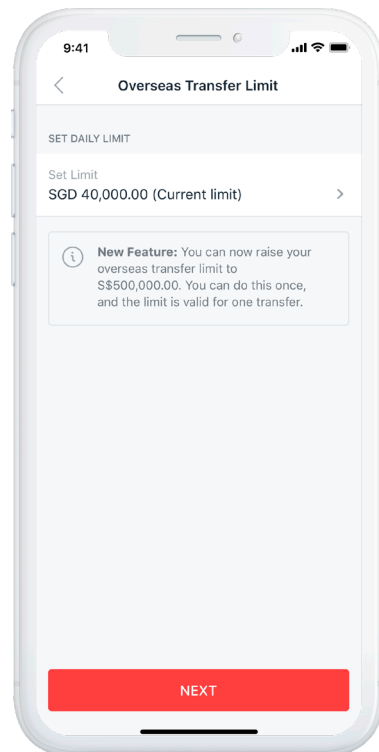 9:41
Overseas Transfer Limit
SET DAILY LIMIT
Set Limit
SGD 40,000.00 (Current limit)
New Feature: You can now raise your
overseas transfer limit to
S$500,000.00. You can do this once,
and the limit is valid for one transfer.
NEXT